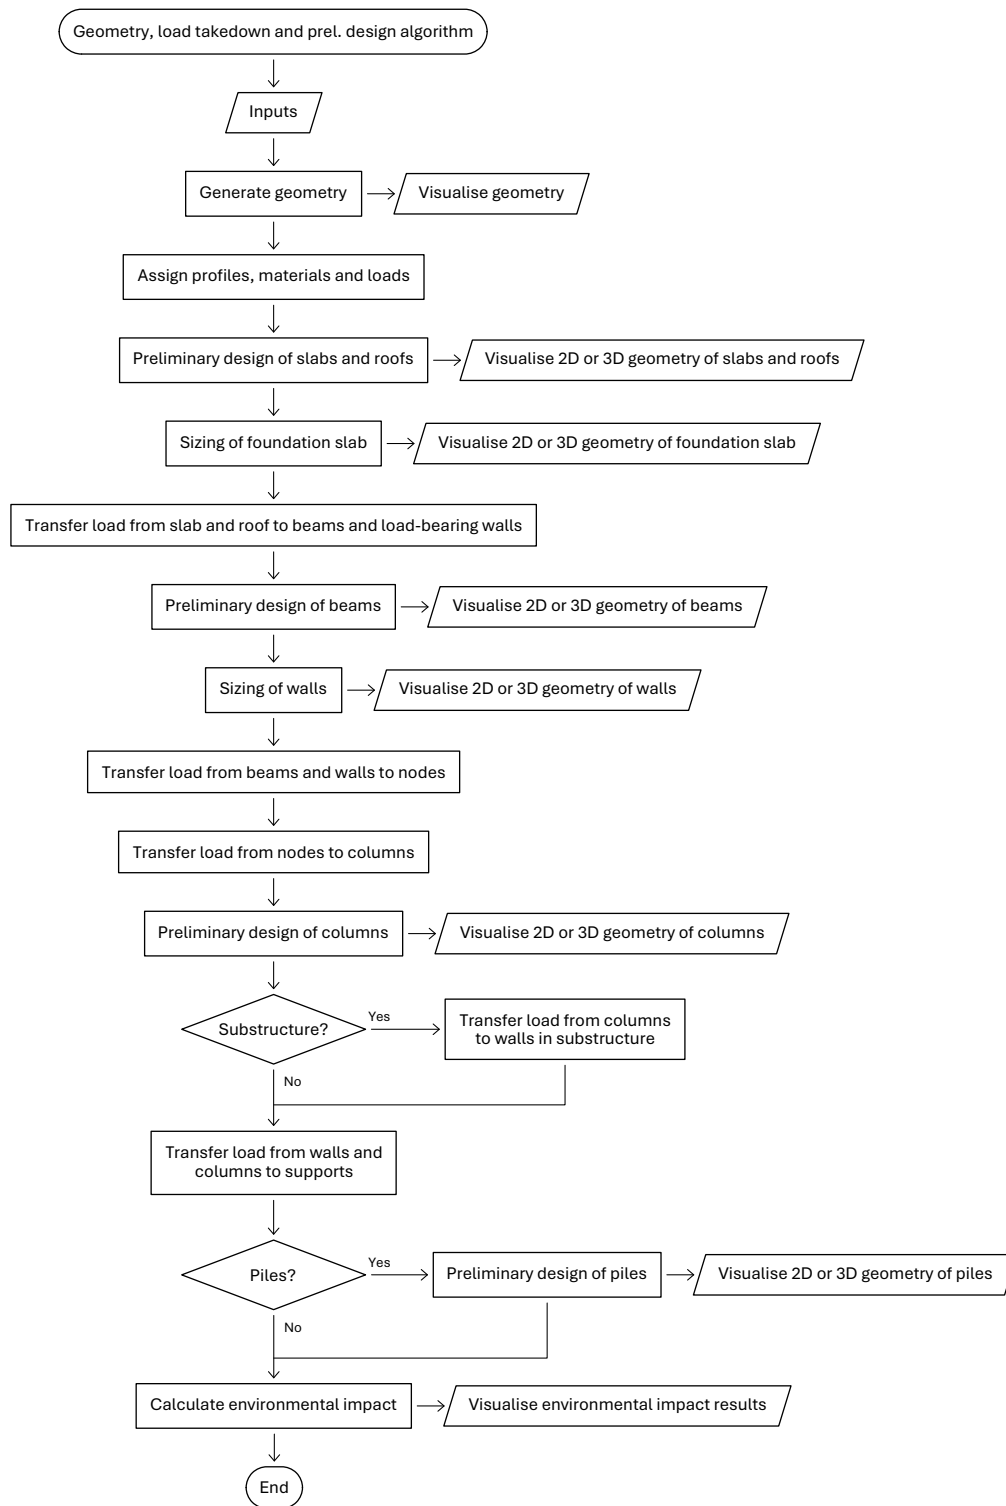 Geometry, load takedown and prel. design algorithm
Inputs
Generate geometry
Visualise geometry
Assign profiles, materials and loads
Preliminary design of slabs and roofs
Visualise 2D or 3D geometry of slabs and roofs
Sizing of foundation slab
Visualise 2D or 3D geometry of foundation slab
Transfer load from slab and roof to beams and load-bearing walls
Preliminary design of beams
Visualise 2D or 3D geometry of beams
Sizing of walls
Visualise 2D or 3D geometry of walls
Transfer load from beams and walls to nodes
Transfer load from nodes to columns
Preliminary design of columns
Visualise 2D or 3D geometry of columns
Substructure?
Yes
Transfer load from columns
to walls in substructure
No
Transfer load from walls and
columns to supports
Piles?
Yes
Preliminary design of piles
Visualise 2D or 3D geometry of piles
No
Calculate environmental impact
Visualise environmental impact results
End